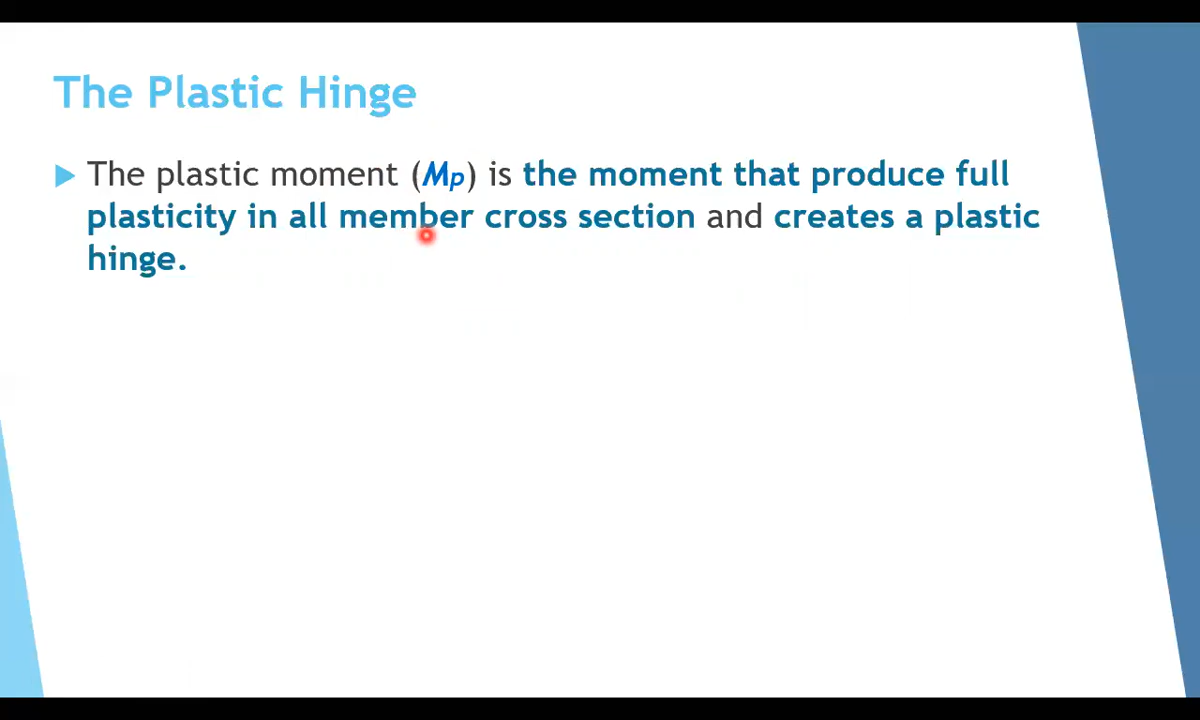 The Plastic Hinge
The plastic moment (Mp) is the moment that produce full
plasticity in all member cross section and creates a plastic
hinge.